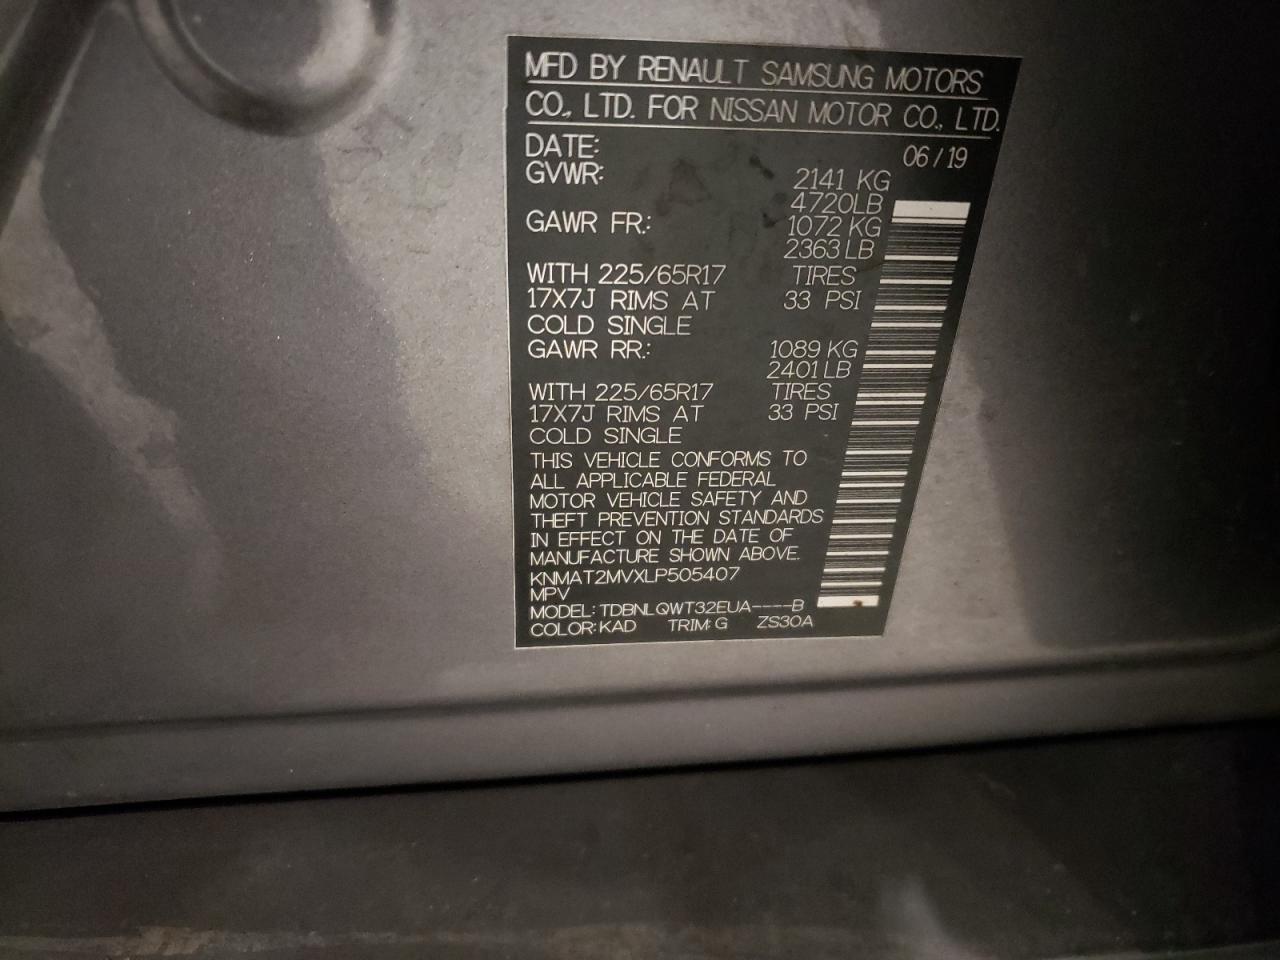 MFD BY RENAULT SAMSUNG MOTORS
CO., LTD. FOR NISSAN MOTOR CO., LTD.
DATE: 06/19
GVWR: 2141 KG
4720LB
GAWR FR.: 1072 KG
2363LB
WITH 225/65R17 TIRES
17X7J RIMS AT 33 PSI
COLD SINGLE
GAWR RR.: 1089 KG
2401LB
WITH 225/65R17 TIRES
17X7J RIMS AT 33 PSI
COLD SINGLE
THIS VEHICLE CONFORMS TO
ALL APPLICABLE FEDERAL
MOTOR VEHICLE SAFETY AND
THEFT PREVENTION STANDARDS
IN EFFECT ON THE DATE OF
MANUFACTURE SHOWN ABOVE.
KNMAT2MVXLP505407
MPV
MODEL: TDBNLQWT32EUA----B
COLOR: KAD TRIM: G ZS30A